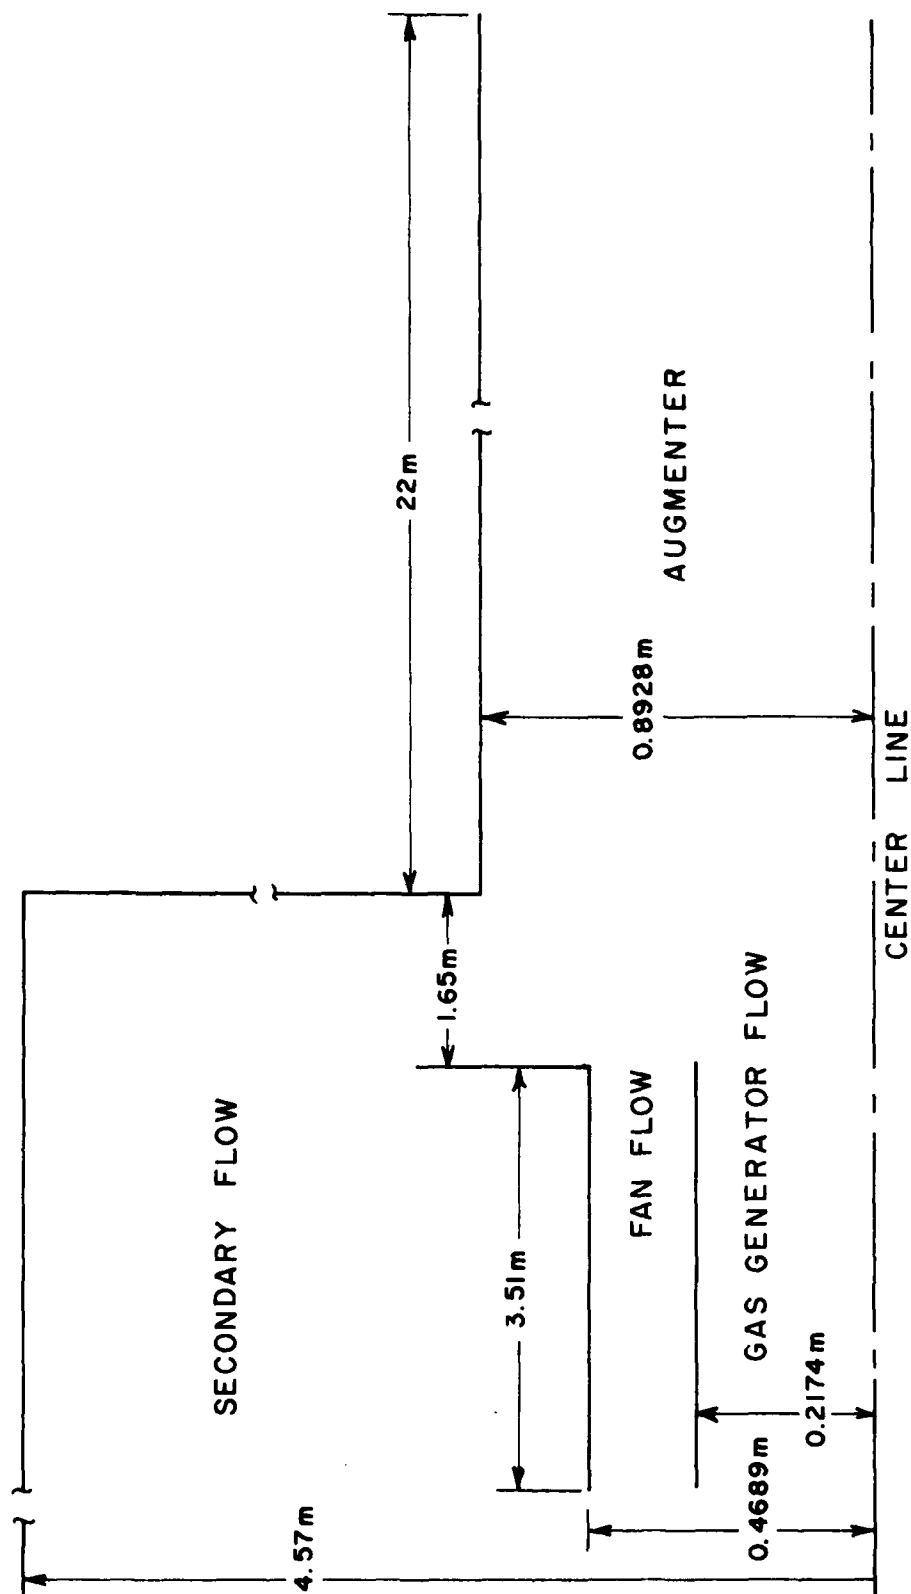 4.57m
SECONDARY FLOW
3.51m
1.65m
22m
FAN FLOW
0.4689m
0.2174m
GAS GENERATOR FLOW
0.8928m
AUGMENTER
CENTER LINE